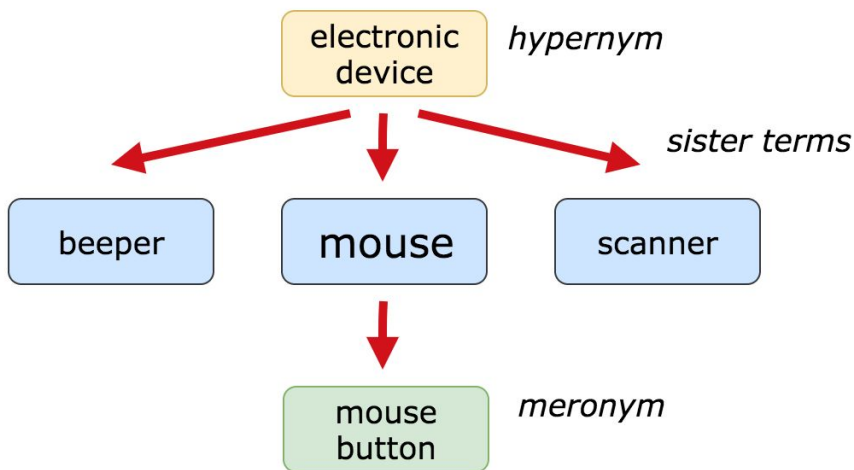 electronic
device
hypernym
sister terms
beeper
mouse
scanner
mouse
button
meronym